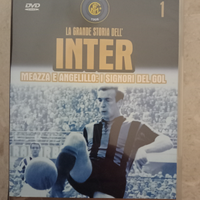 DVD
1
LA GRANDE STORIA DELL'
INTER
MEAZZA E ANGELILLO: I SIGNORI DEL GOL